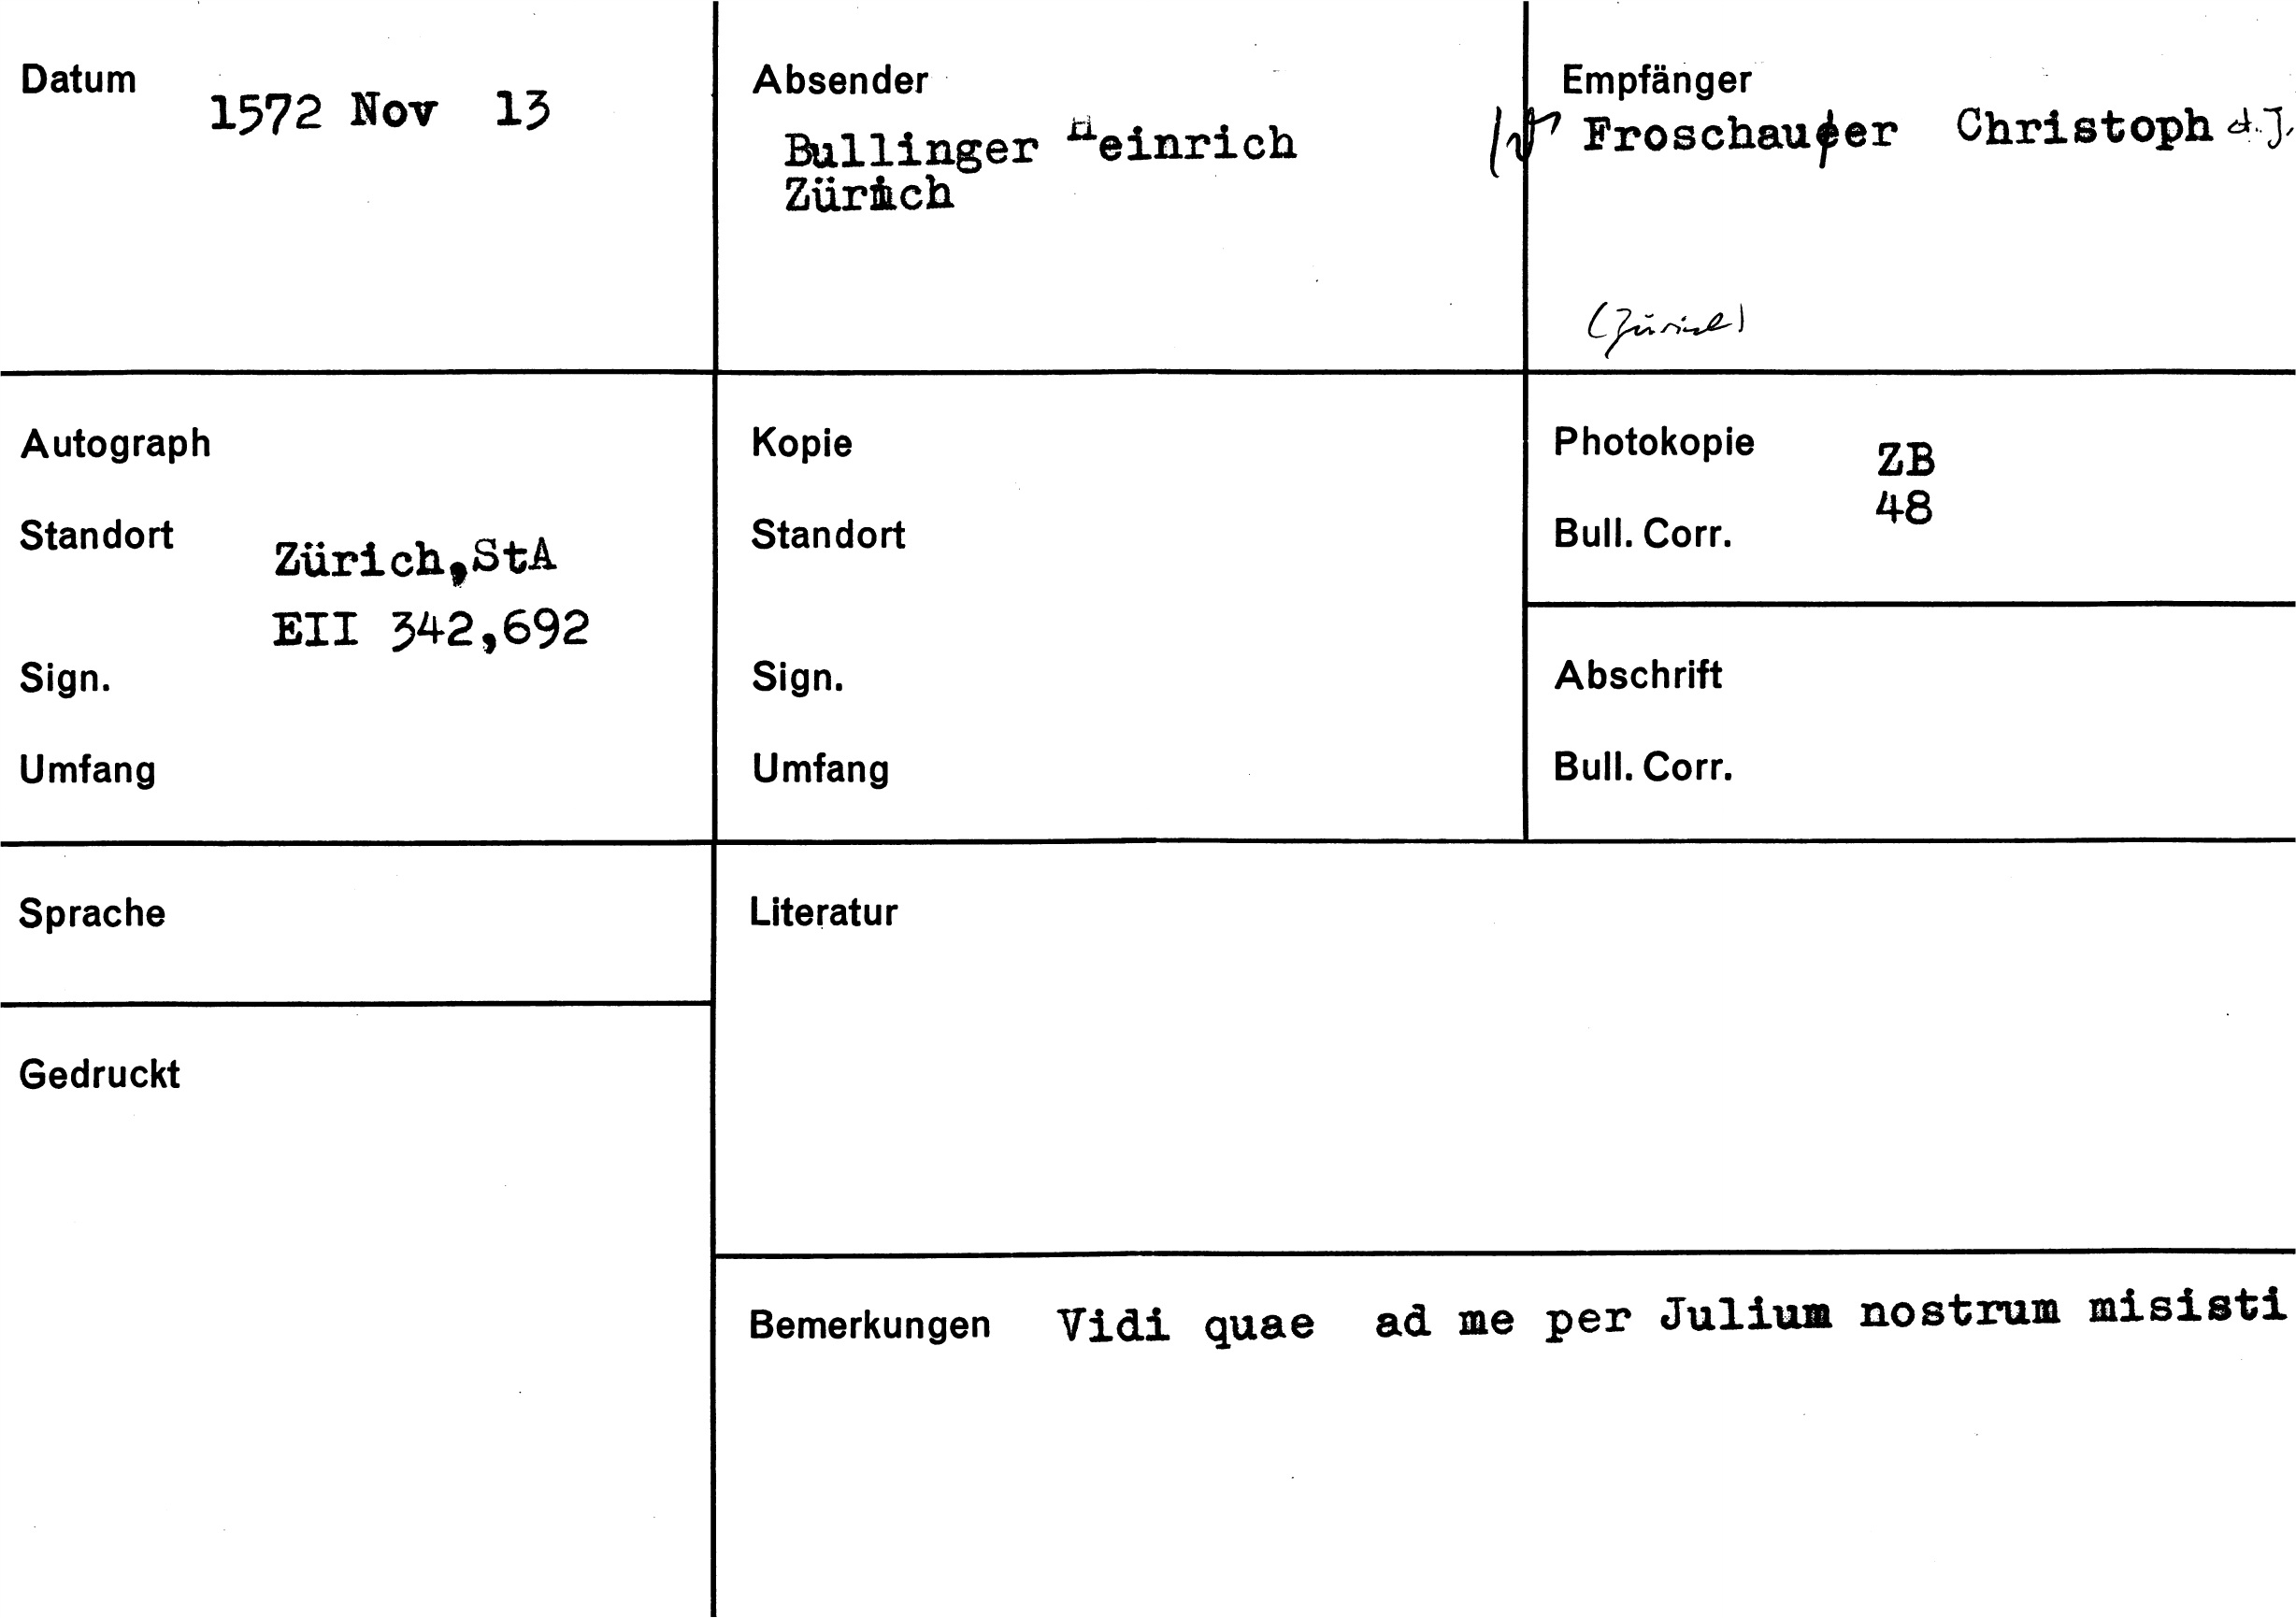 Datum
1572 Nov 13
Absender
Bullinger Heinrich
Zürich
Empfänger
Froschauer Christoph d. J.
(Zürich)
Autograph
Standort
Zürich,StA
EII 342,692
Sign.
Umfang
Kopie
Standort
Sign.
Umfang
Photokopie ZB
48
Bull. Corr.
Abschrift
Bull. Corr.
Sprache
Literatur
Gedruckt
Bemerkungen Vidi quae ad me per Julium nostrum misisti